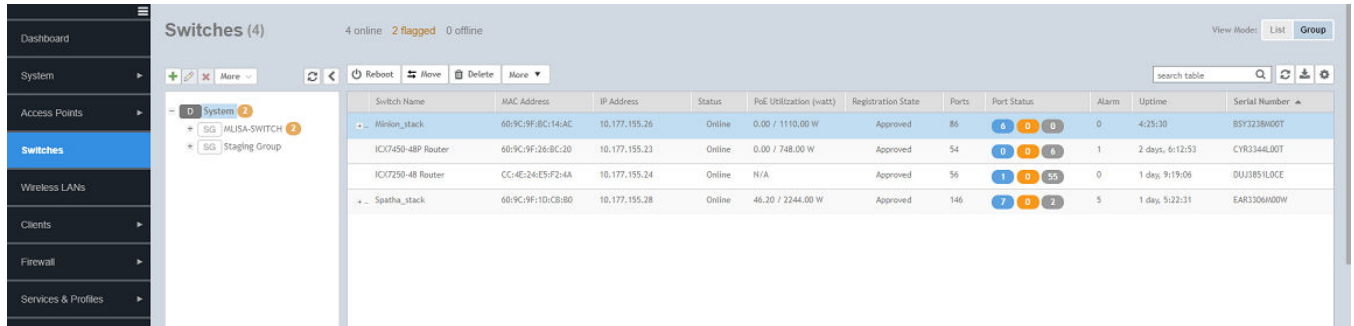 Switches (4) 4 online 2 flagged 0 offline View Mode: List Group
Dashboard
System
Access Points
Switches
Wireless LANs
Clients
Firewall
Services & Profiles
More
D System 2
SG MLISA-SWITCH 2
SG Staging Group
Reboot Move Delete More search table
Switch Name MAC Address IP Address Status PoE Utilization (watt) Registration State Ports Port Status Alarm Uptime Serial Number
Minion_stack 60:9C:9F:BC:14:AC 10.177.155.26 Online 0.00 / 1110.00 W Approved 86 6 0 0 0 4:25:30 BSY3238M00T
ICX7450-48P Router 60:9C:9F:26:BC:20 10.177.155.23 Online 0.00 / 748.00 W Approved 54 0 0 6 1 2 days, 6:12:53 CYR3344L00T
ICX7250-48 Router CC:4E:24:E5:F2:4A 10.177.155.24 Online N/A Approved 56 1 0 55 0 1 day, 9:19:06 DUJ3851L0CE
Spatha_stack 60:9C:9F:1D:CB:B0 10.177.155.28 Online 46.20 / 2244.00 W Approved 146 7 0 2 5 1 day, 5:22:31 EAR3306M00W